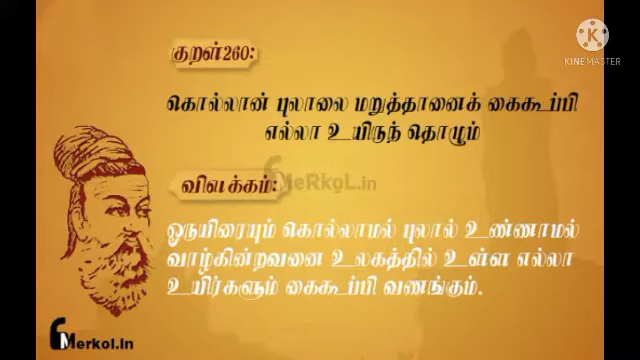 K
KINEMASTER
குறள்260:
கொல்லான் புலாலை மறுத்தானைக் கைகூப்பி
எல்லா உயிருந் தொழும்
MeRkoL.in
விளக்கம்:
ஓருயிரையும் கொல்லாமல் புலால் உண்ணாமல்
வாழ்கின்றவனை உலகத்தில் உள்ள எல்லா
உயிர்களும் கைகூப்பி வணங்கும்.
Merkol.in